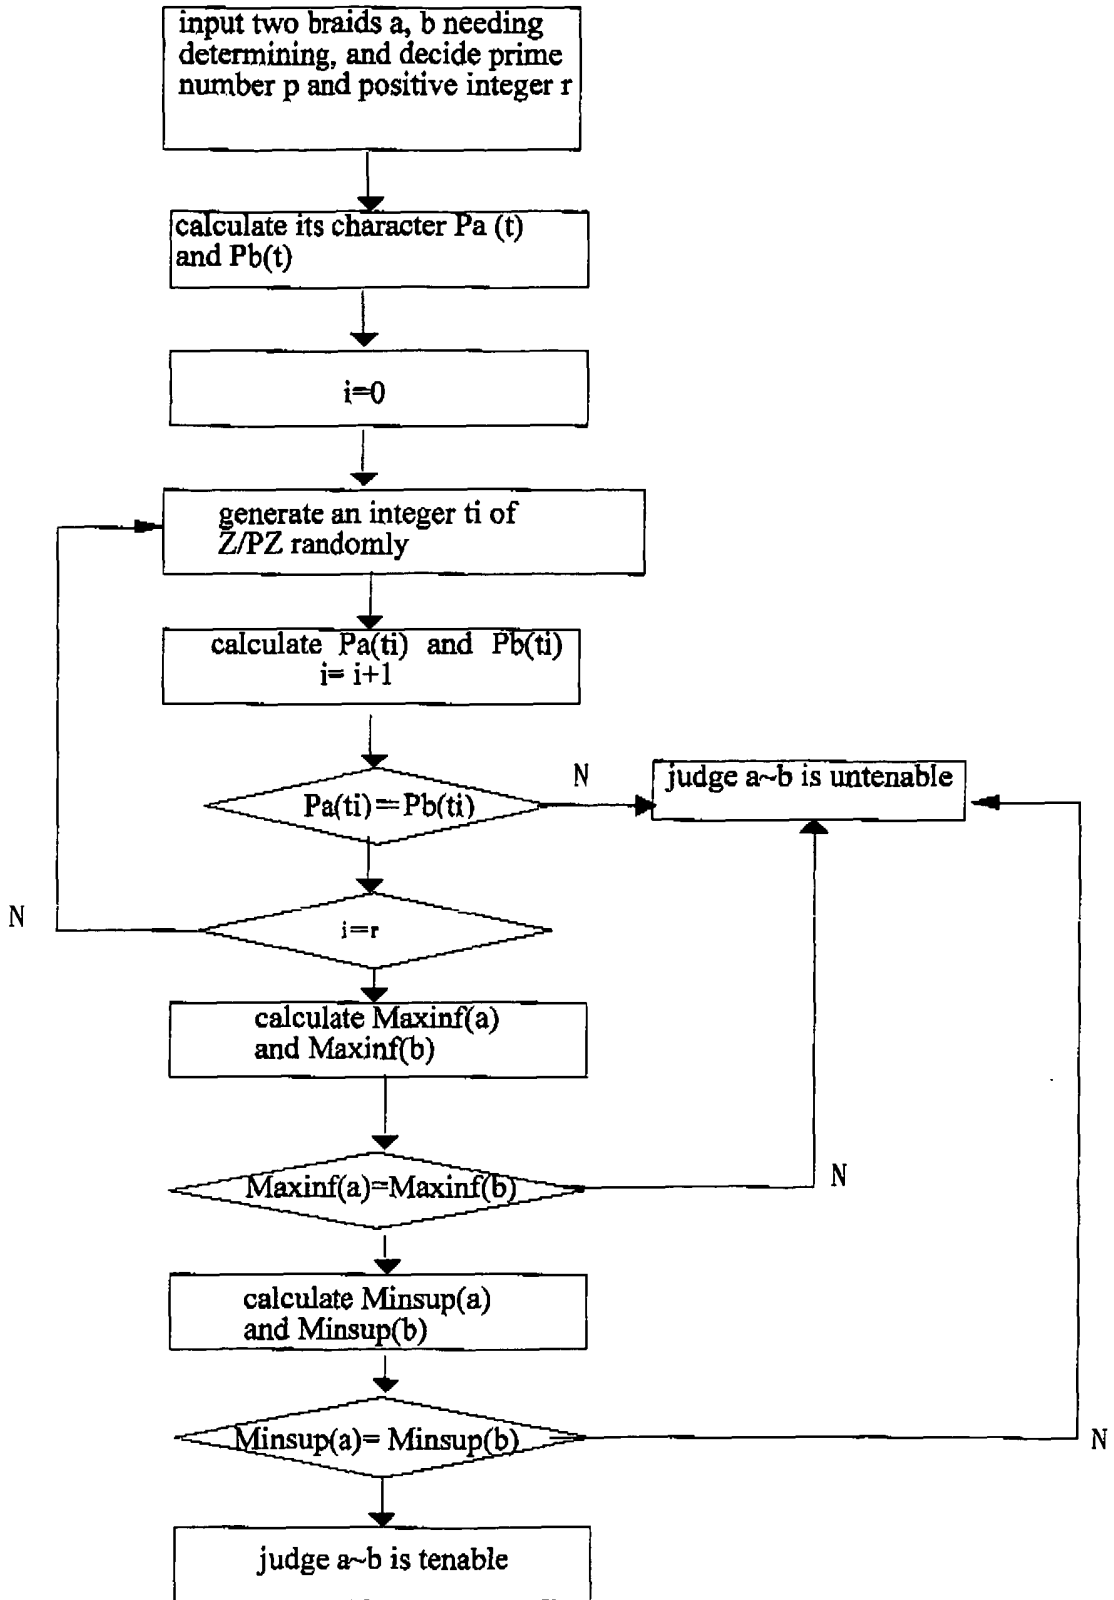 input two braids a, b needing
determining, and decide prime
number p and positive integer r
calculate its character Pa (t)
and Pb(t)
i=0
generate an integer ti of
Z/PZ randomly
calculate Pa(ti) and Pb(ti)
i= i+1
Pa(ti)=Pb(ti)
N
judge a~b is untenable
i=r
N
calculate Maxinf(a)
and Maxinf(b)
Maxinf(a)=Maxinf(b)
N
calculate Minsup(a)
and Minsup(b)
Minsup(a)= Minsup(b)
N
judge a~b is tenable